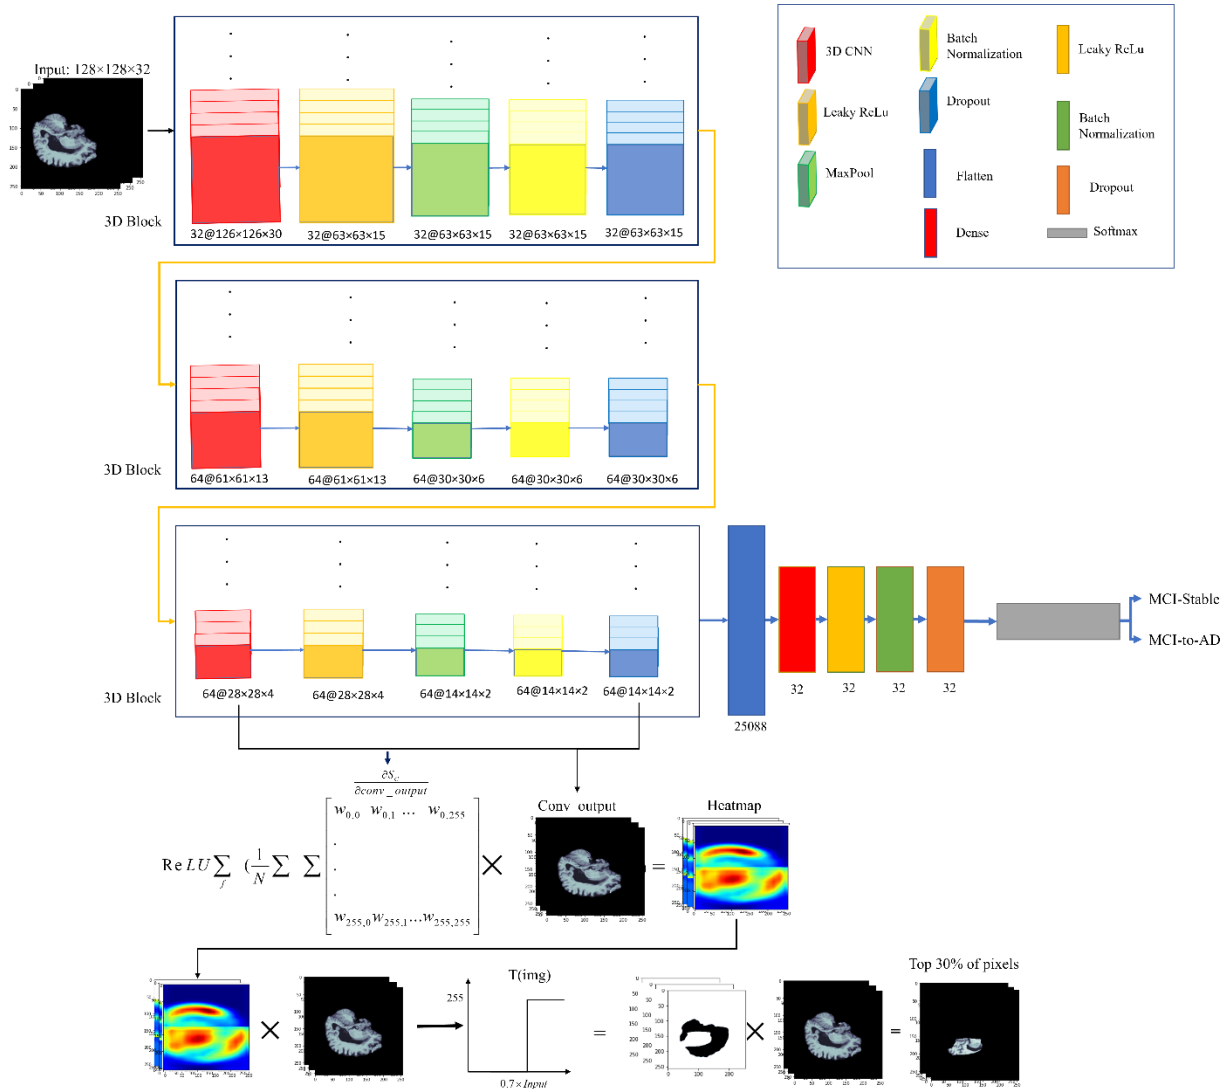 Input: 128×128×32
3D Block
32@126×126×30
32@63×63×15
32@63×63×15
32@63×63×15
32@63×63×15
3D CNN
Leaky ReLu
MaxPool
Batch
Normalization
Dropout
Flatten
Dense
Leaky ReLu
Batch
Normalization
Dropout
Softmax
3D Block
64@61×61×13
64@61×61×13
64@30×30×6
64@30×30×6
64@30×30×6
3D Block
64@28×28×4
64@28×28×4
64@14×14×2
64@14×14×2
64@14×14×2
25088
32
32
32
32
MCI-Stable
MCI-to-AD
∂S_c
∂conv_output
Re LU ∑_f (1/N ∑ ∑
w_0,0 w_0,1 ... w_0,255
w_255,0 w_255,1 ... w_255,255
×
Conv_output
=
Heatmap
×
T(img)
255
0.7×Input
=
×
=
Top 30% of pixels